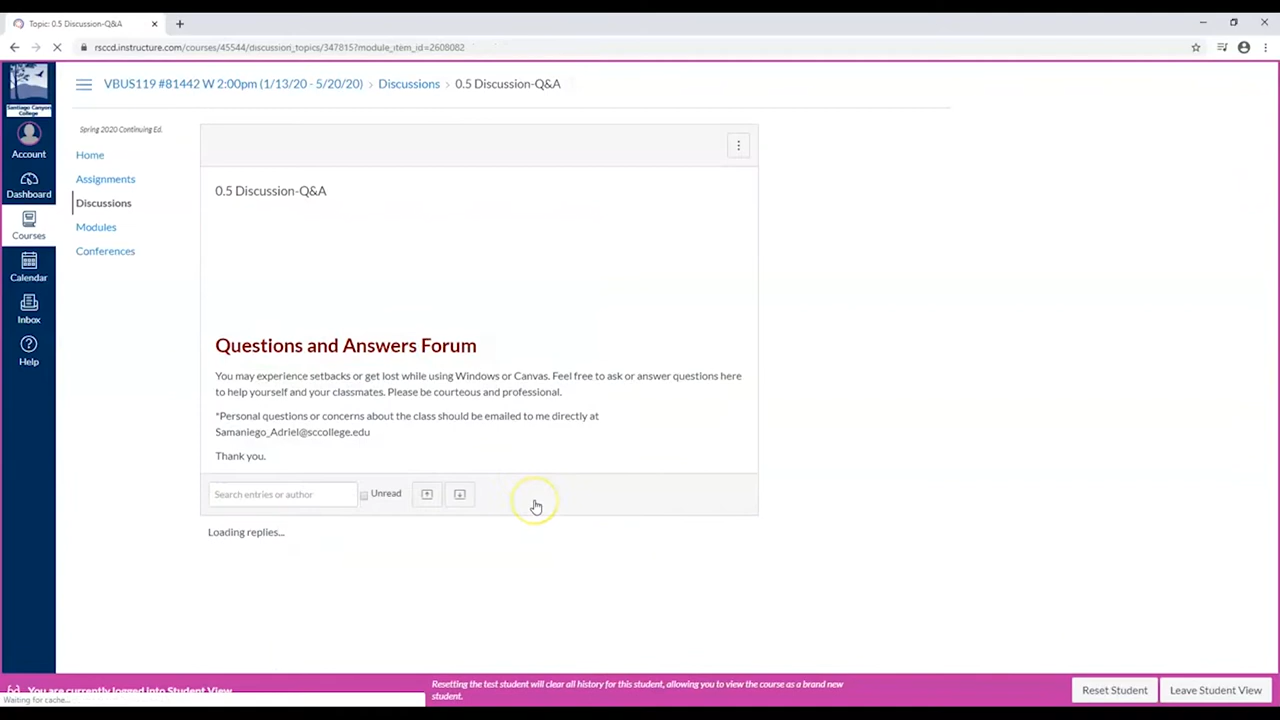 Topic: 0.5 Discussion-Q&A
rsccd.instructure.com/courses/45544/discussion_topics/347815?module_item_id=2608082
Santiago Canyon
College
VBUS119 #81442 W 2:00pm (1/13/20 - 5/20/20) › Discussions › 0.5 Discussion-Q&A
Spring 2020 Continuing Ed.
Account
Home
Assignments
Dashboard
Discussions
Courses
Modules
Conferences
Calendar
Inbox
Help
0.5 Discussion-Q&A
Questions and Answers Forum
You may experience setbacks or get lost while using Windows or Canvas. Feel free to ask or answer questions here
to help yourself and your classmates. Please be courteous and professional.
*Personal questions or concerns about the class should be emailed to me directly at
Samaniego_Adriel@sccollege.edu
Thank you.
Search entries or author
Unread
Loading replies...
You are currently logged into Student View
Waiting for cache...
Resetting the test student will clear all history for this student, allowing you to view the course as a brand new
student.
Reset Student
Leave Student View